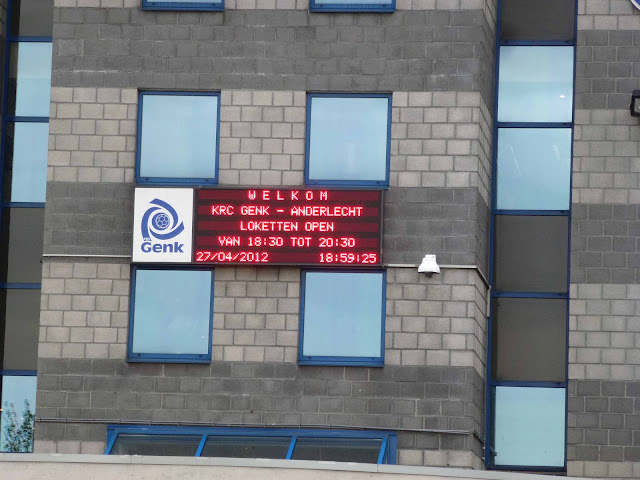 WELKOM
KRC GENK - ANDERLECHT
LOKETTEN OPEN
VAN 18:30 TOT 20:30
27/04/2012 18:59:25
Genk